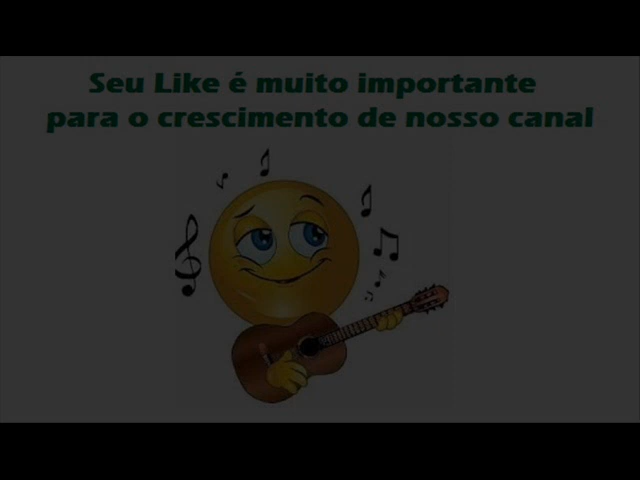 Seu Like é muito importante
para o crescimento de nosso canal